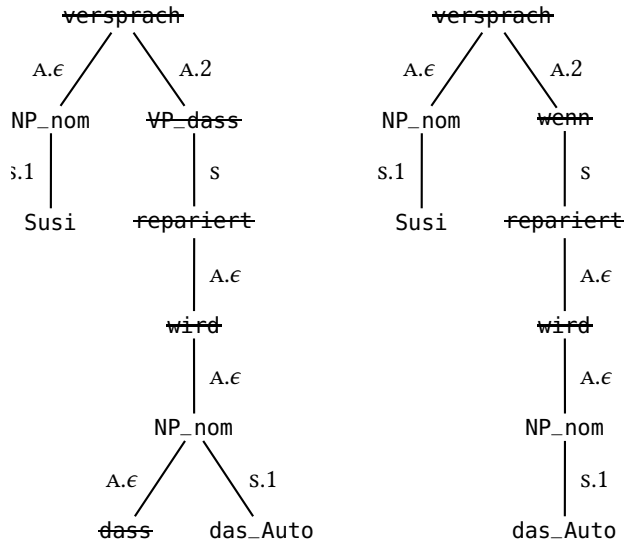 versprach versprach
A.ϵ A.2 A.ϵ A.2
NP_nom VP_dass NP_nom wenn
s.1 s s.1 s
Susi repariert Susi repariert
A.ϵ A.ϵ
wird wird
A.ϵ A.ϵ
NP_nom NP_nom
A.ϵ s.1 s.1
dass das_Auto das_Auto